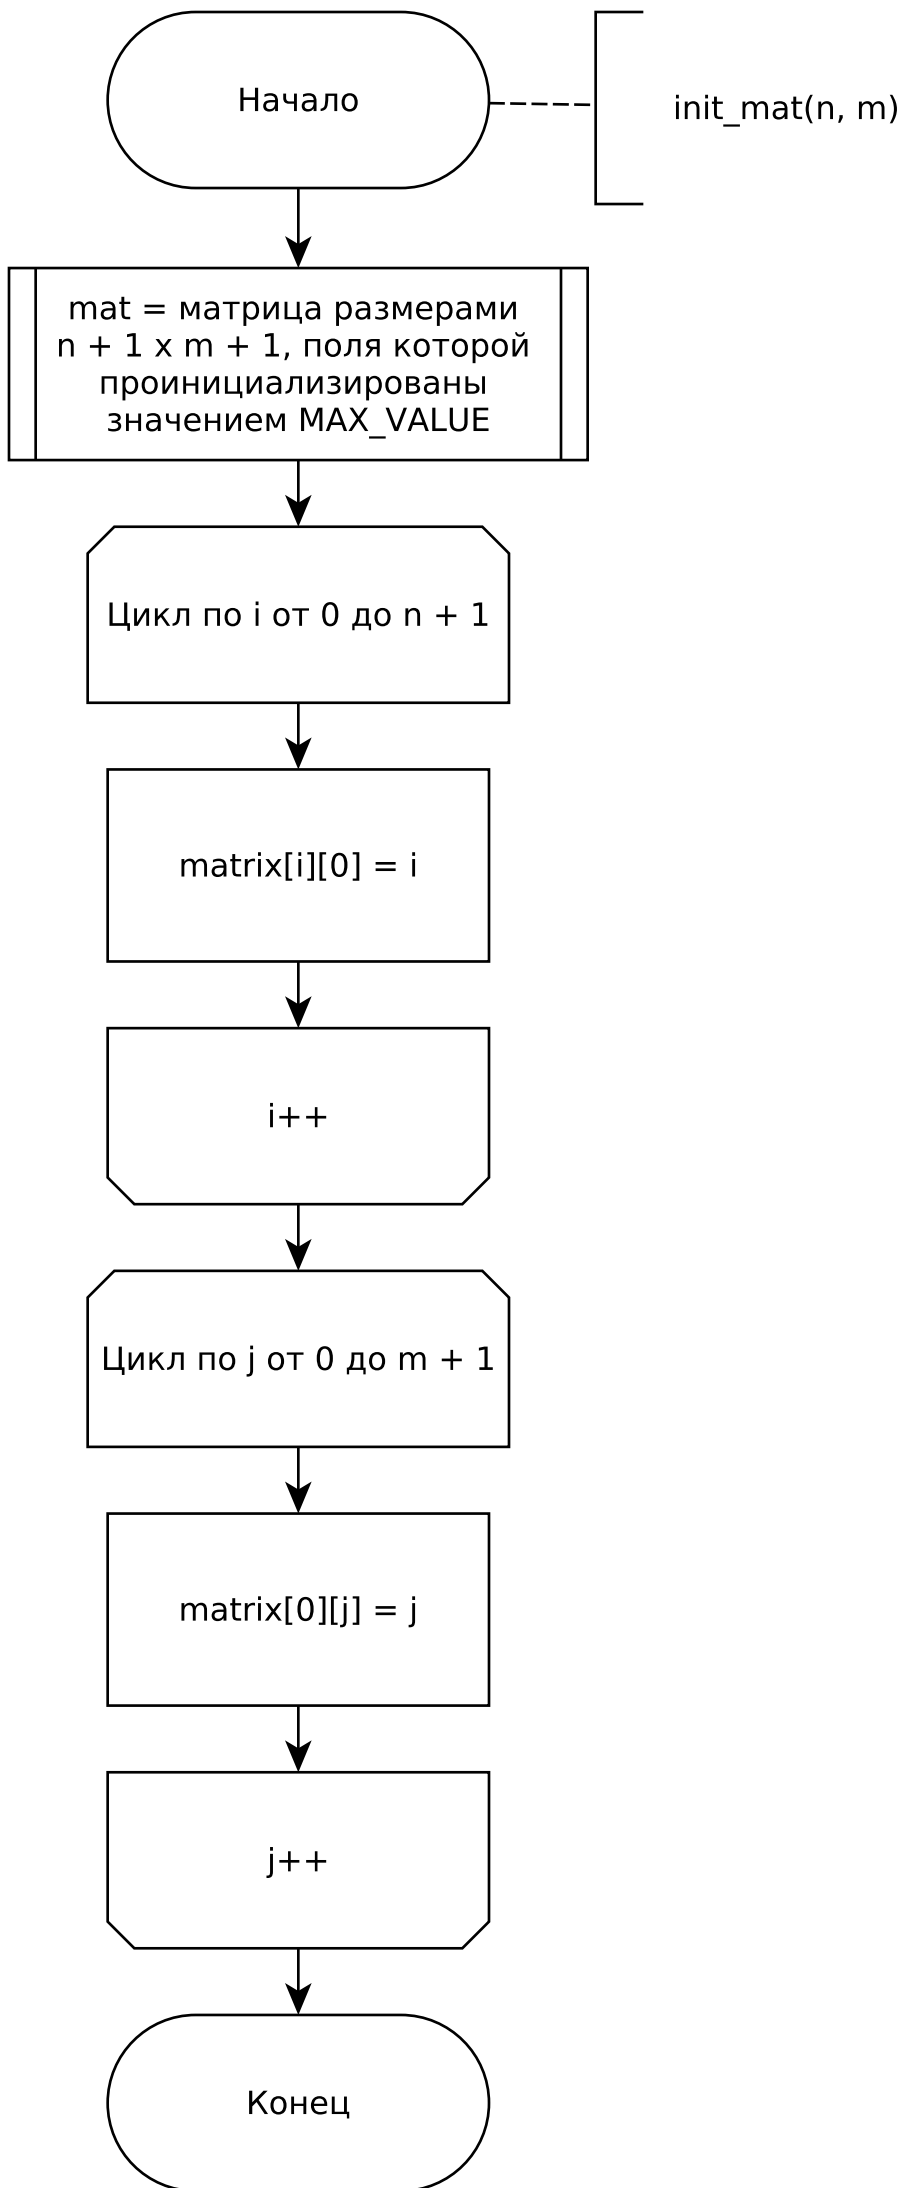 Начало
init_mat(n, m)
mat = матрица размерами
n + 1 x m + 1, поля которой
проинициализированы
значением MAX_VALUE
Цикл по i от 0 до n + 1
matrix[i][0] = i
i++
Цикл по j от 0 до m + 1
matrix[0][j] = j
j++
Конец